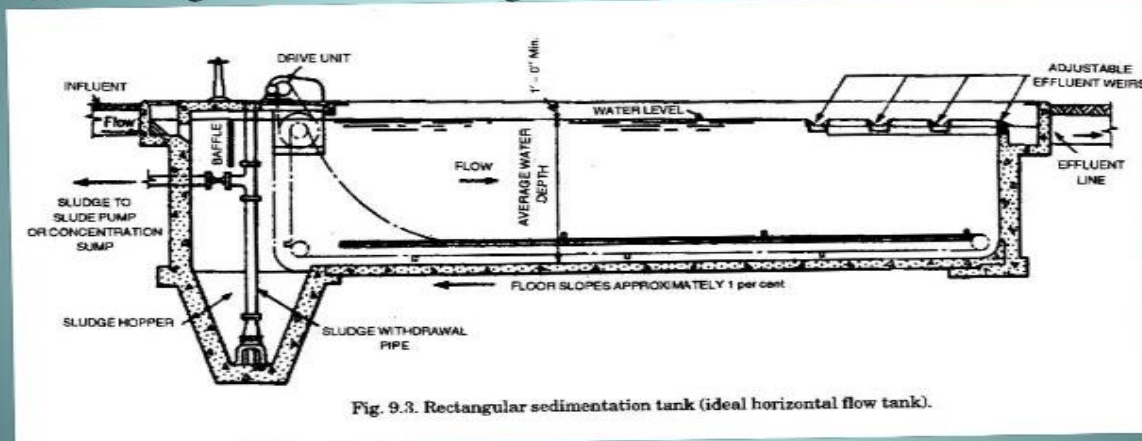 DRIVE UNIT
1' - 0" Min.
INFLUENT
ADJUSTABLE
EFFLUENT WEIRS
Flow
WATER LEVEL
BAFFLE
FLOW
AVERAGE WATER
DEPTH
EFFLUENT
LINE
SLUDGE TO
SLUDE PUMP
OR CONCENTRATION
SUMP
FLOOR SLOPES APPROXIMATELY 1 per cent
SLUDGE HOPPER
SLUDGE WITHDRAWAL
PIPE
Fig. 9.3. Rectangular sedimentation tank (ideal horizontal flow tank).